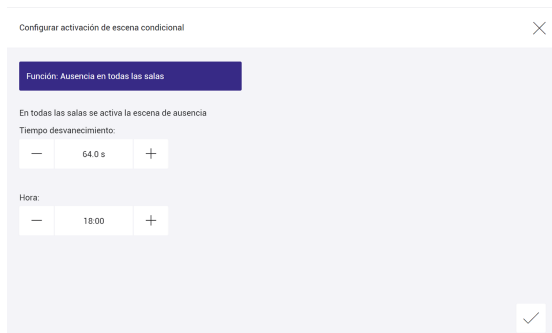 Configurar activación de escena condicional
Función: Ausencia en todas las salas
En todas las salas se activa la escena de ausencia
Tiempo desvanecimiento:
64.0 s
Hora:
18:00